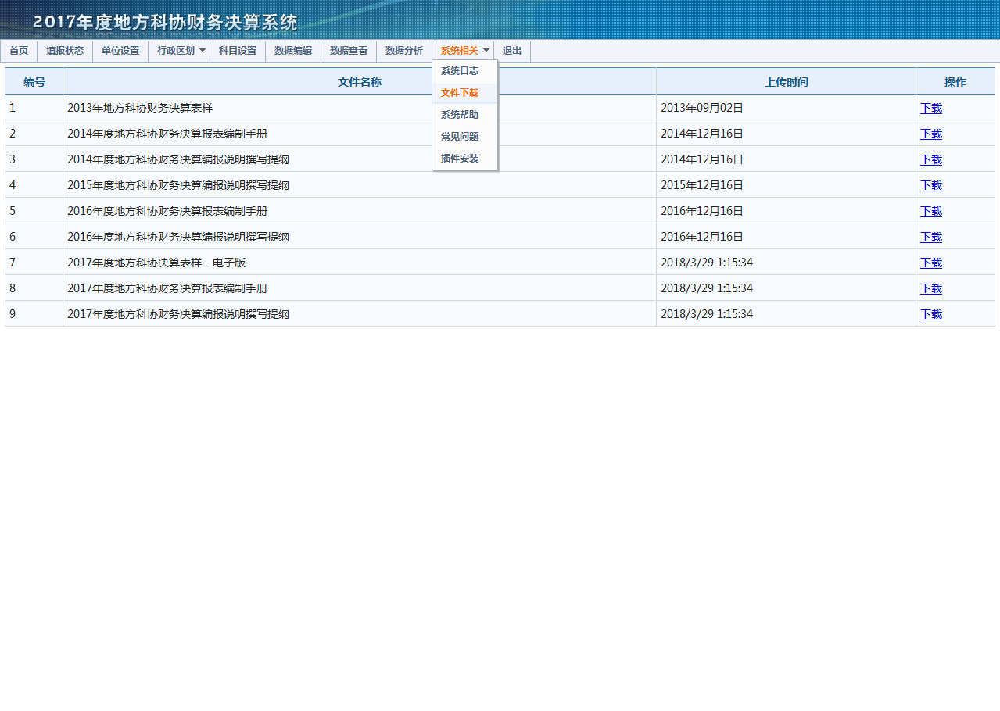 2017年度地方科协财务决算系统
首页 填报状态 单位设置 行政区划 科目设置 数据编辑 数据查看 数据分析 系统相关 退出
系统日志
文件下载
系统帮助
常见问题
插件安装
编号 文件名称 上传时间 操作
1 2013年地方科协财务决算表样 2013年09月02日 下载
2 2014年度地方科协财务决算报表编制手册 2014年12月16日 下载
3 2014年度地方科协财务决算编报说明撰写提纲 2014年12月16日 下载
4 2015年度地方科协财务决算编报说明撰写提纲 2015年12月16日 下载
5 2016年度地方科协财务决算报表编制手册 2016年12月16日 下载
6 2016年度地方科协财务决算编报说明撰写提纲 2016年12月16日 下载
7 2017年度地方科协决算表样－电子版 2018/3/29 1:15:34 下载
8 2017年度地方科协财务决算报表编制手册 2018/3/29 1:15:34 下载
9 2017年度地方科协财务决算编报说明撰写提纲 2018/3/29 1:15:34 下载